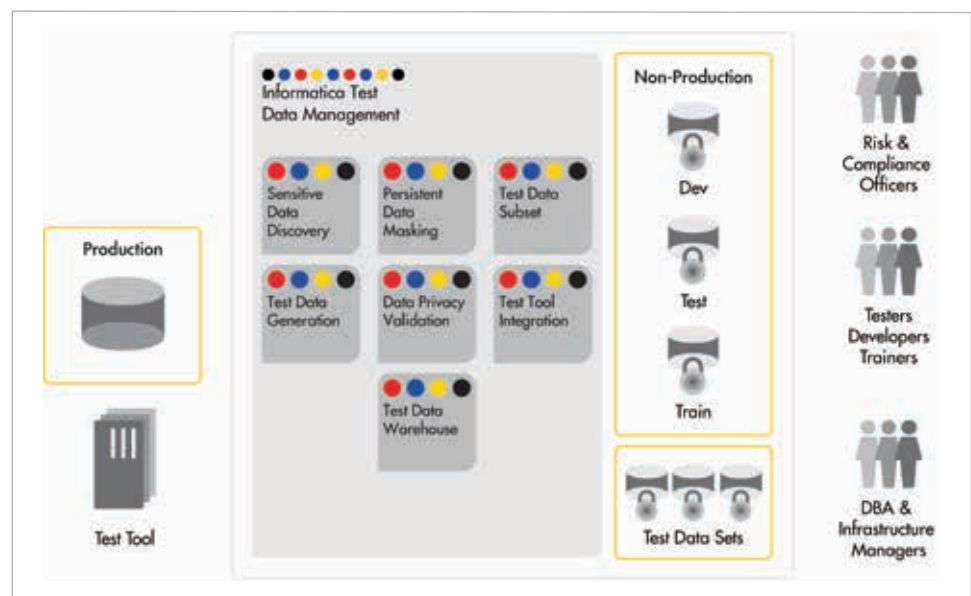 Production
Test Tool
Informatica Test
Data Management
Sensitive
Data
Discovery
Persistent
Data
Masking
Test Data
Subset
Test Data
Generation
Data Privacy
Validation
Test Tool
Integration
Test Data
Warehouse
Non-Production
Dev
Test
Train
Test Data Sets
Risk &
Compliance
Officers
Testers
Developers
Trainers
DBA &
Infrastructure
Managers